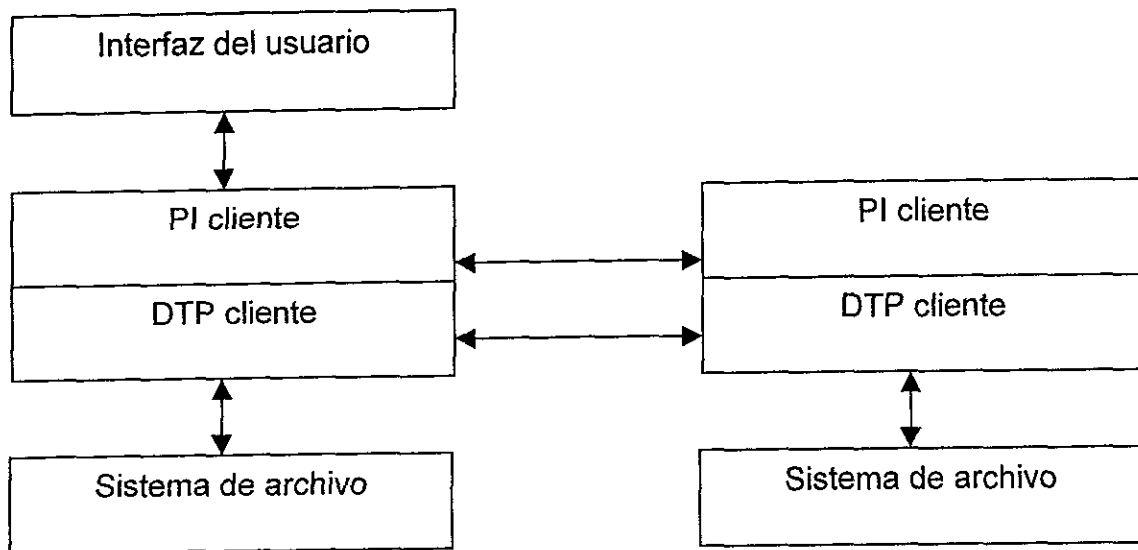 Interfaz del usuario
PI cliente
PI cliente
DTP cliente
DTP cliente
Sistema de archivo
Sistema de archivo